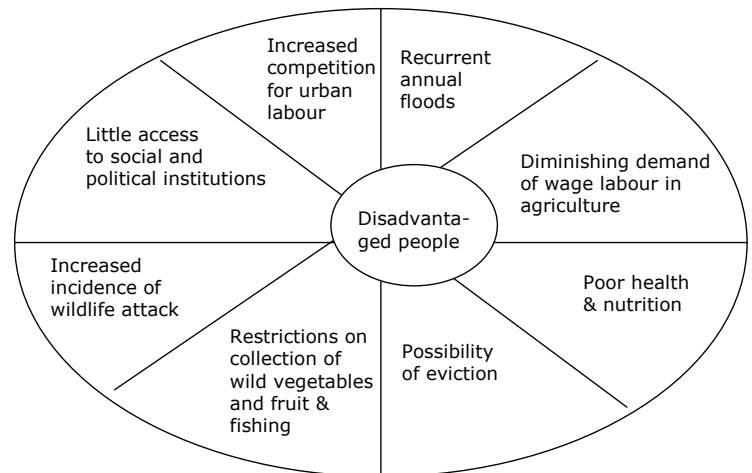 Increased
competition
for urban
labour
Recurrent
annual
floods
Little access
to social and
political institutions
Diminishing demand
of wage labour in
agriculture
Disadvanta-
ged people
Increased
incidence of
wildlife attack
Poor health
& nutrition
Restrictions on
collection of
wild vegetables
and fruit &
fishing
Possibility
of eviction